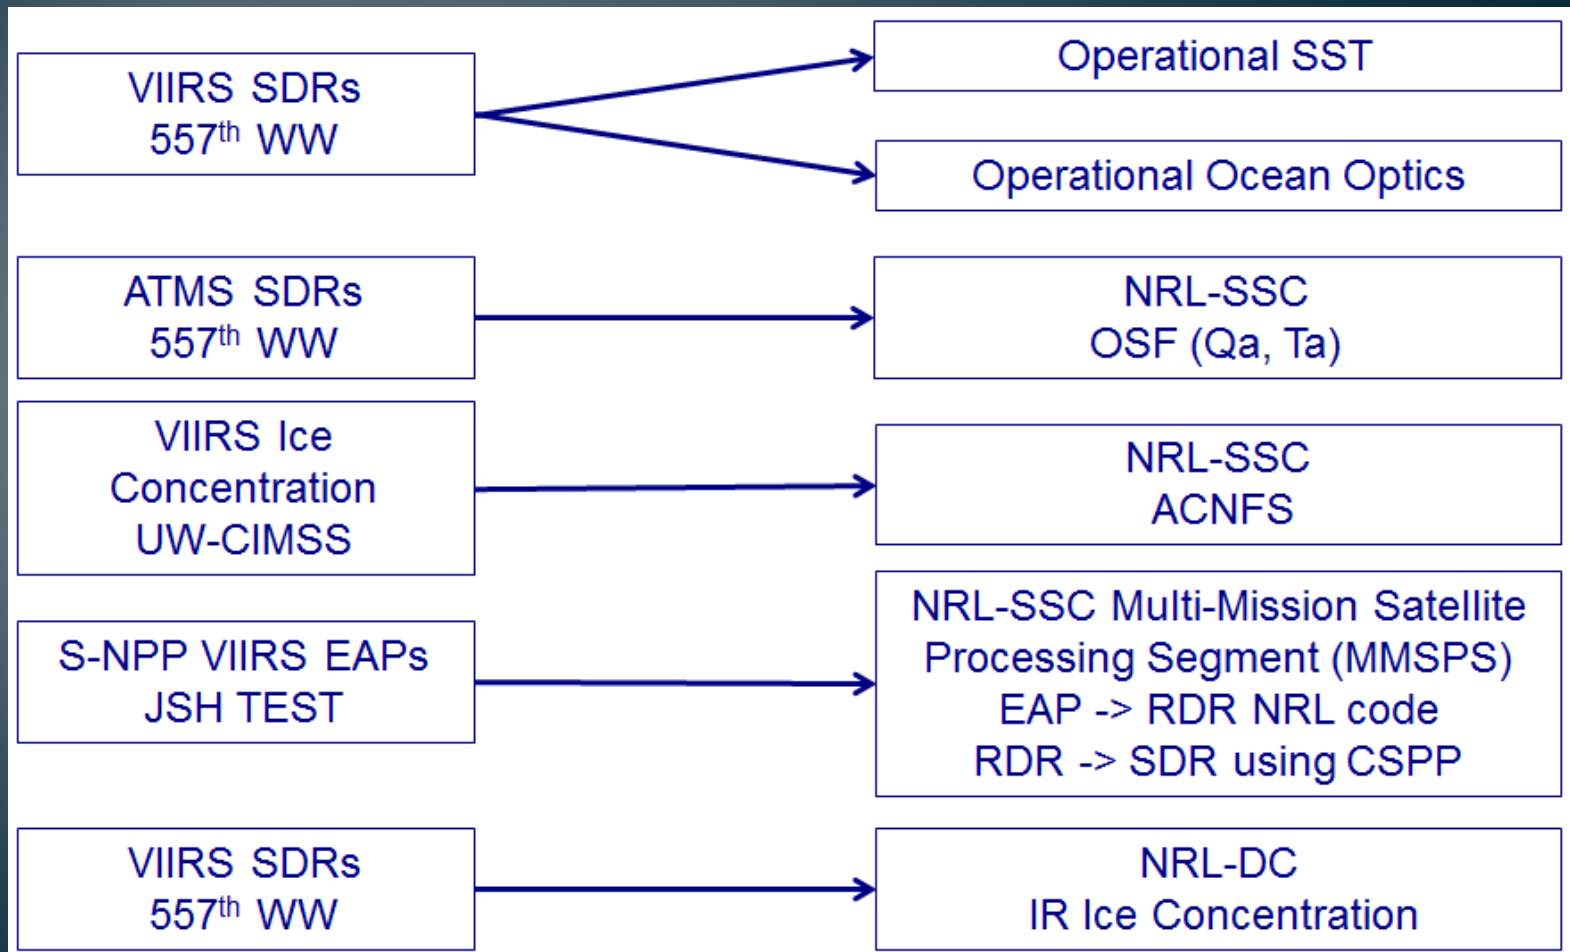 VIIRS SDRs
557th WW
Operational SST
Operational Ocean Optics
ATMS SDRs
557th WW
NRL-SSC
OSF (Qa, Ta)
VIIRS Ice
Concentration
UW-CIMSS
NRL-SSC
ACNFS
S-NPP VIIRS EAPs
JSH TEST
NRL-SSC Multi-Mission Satellite
Processing Segment (MMSPS)
EAP -> RDR NRL code
RDR -> SDR using CSPP
VIIRS SDRs
557th WW
NRL-DC
IR Ice Concentration